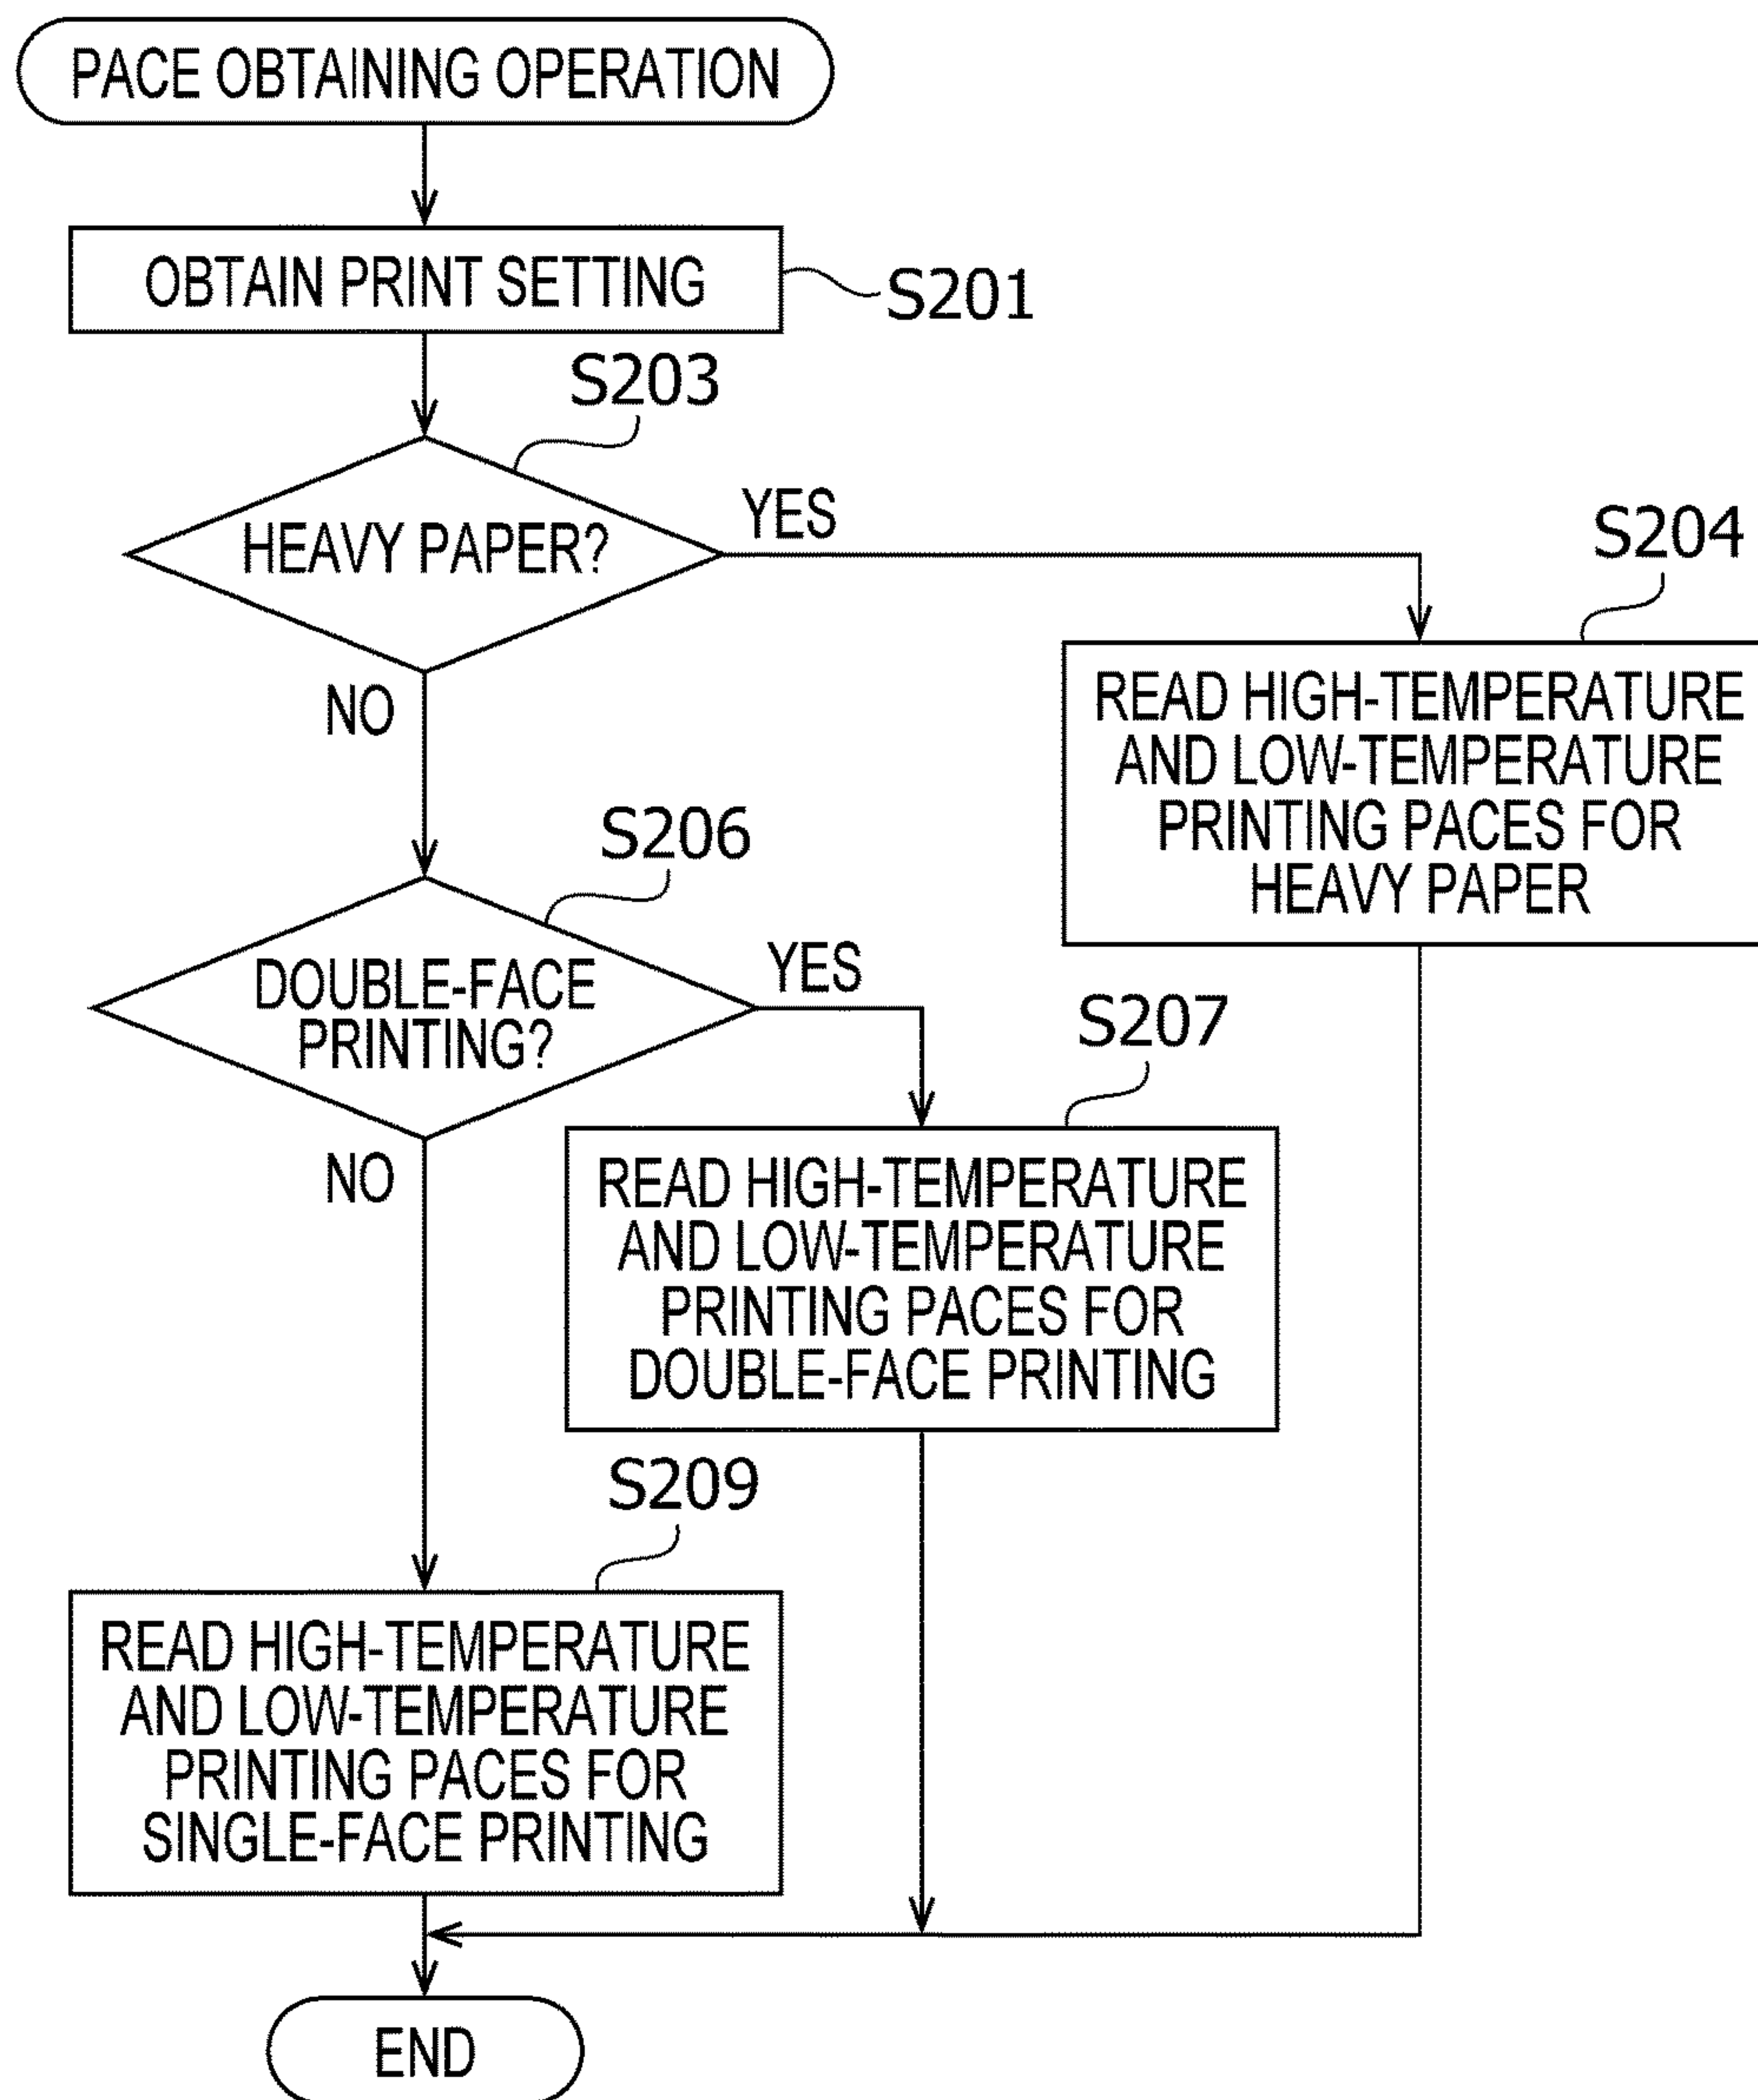 PACE OBTAINING OPERATION
OBTAIN PRINT SETTING
S201
S203
HEAVY PAPER?
YES
NO
S204
READ HIGH-TEMPERATURE
AND LOW-TEMPERATURE
PRINTING PACES FOR
HEAVY PAPER
S206
DOUBLE-FACE
PRINTING?
YES
NO
S207
READ HIGH-TEMPERATURE
AND LOW-TEMPERATURE
PRINTING PACES FOR
DOUBLE-FACE PRINTING
S209
READ HIGH-TEMPERATURE
AND LOW-TEMPERATURE
PRINTING PACES FOR
SINGLE-FACE PRINTING
END